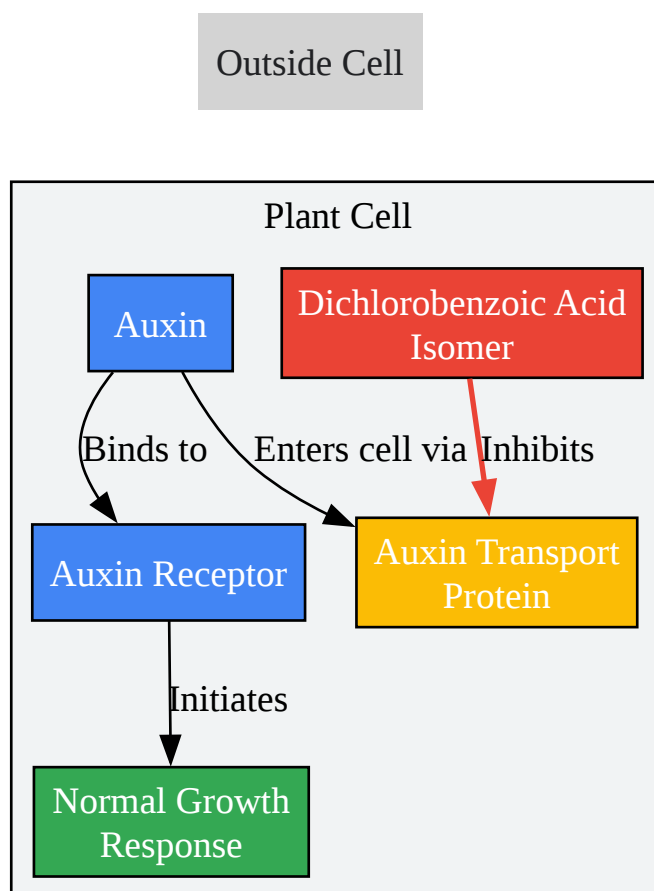 Outside Cell
Plant Cell
Auxin
Dichlorobenzoic Acid
Isomer
Binds to
Enters cell via
Inhibits
Auxin Receptor
Auxin Transport
Protein
Initiates
Normal Growth
Response